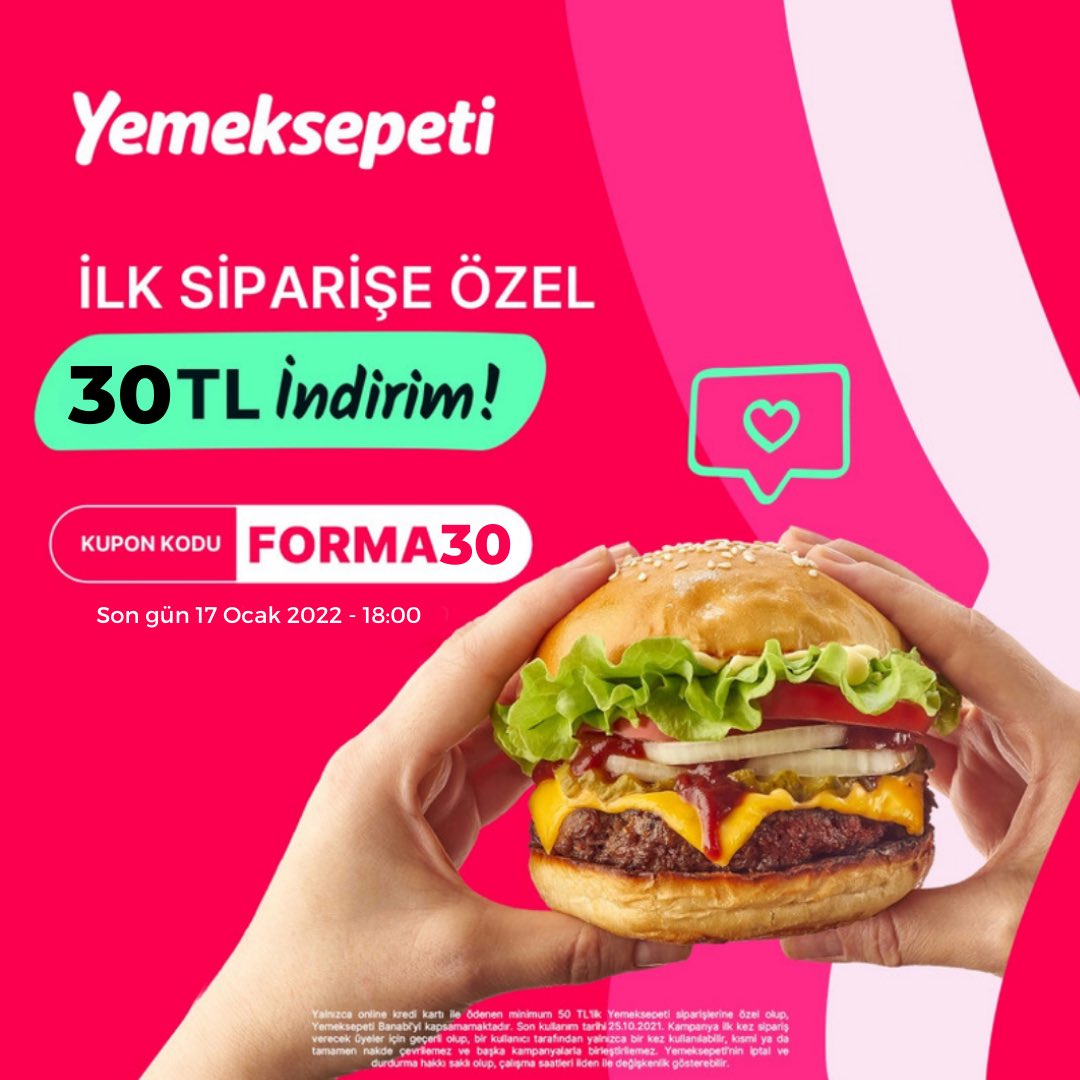 Yemeksepeti
İLK SİPARİŞE ÖZEL
30 TL İndirim!
KUPON KODU FORMA30
Son gün 17 Ocak 2022 - 18:00
Yalnızca online kredi kartı ile ödenen minimum 50 TL'lik Yemeksepeti siparişlerine özel olup,
Yemeksepeti Banabi'yi kapsamamaktadır. Son kullanım tarihi 25.10.2021. Kampanya ilk kez sipariş
verecek üyeler için geçerli olup, bir kullanıcı tarafından yalnızca bir kez kullanılabilir, kısmi ya da
tamamen nakde çevrilemez ve başka kampanyalarla birleştirilemez. Yemeksepeti'nin iptal ve
durdurma hakkı saklı olup, çalışma saatleri ilden ile değişkenlik gösterebilir.